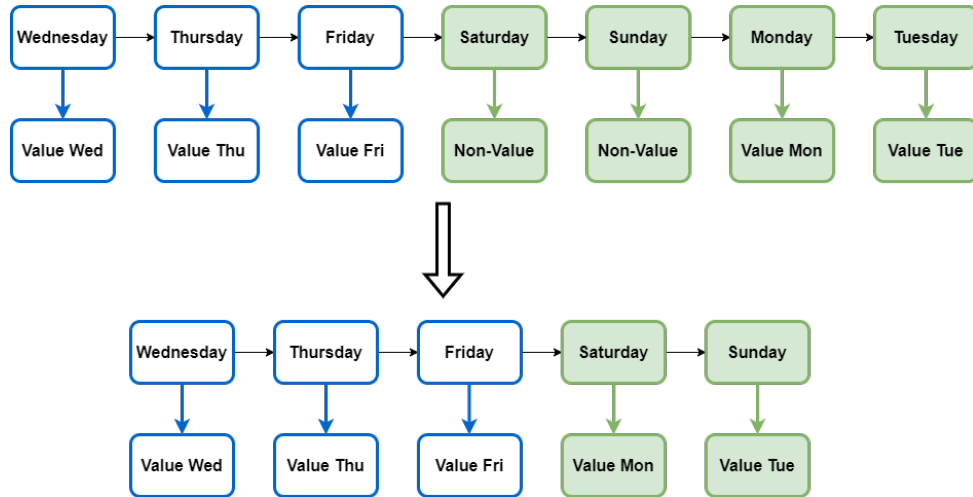 Wednesday Thursday Friday Saturday Sunday Monday Tuesday
Value Wed Value Thu Value Fri Non-Value Non-Value Value Mon Value Tue
Wednesday Thursday Friday Saturday Sunday
Value Wed Value Thu Value Fri Value Mon Value Tue